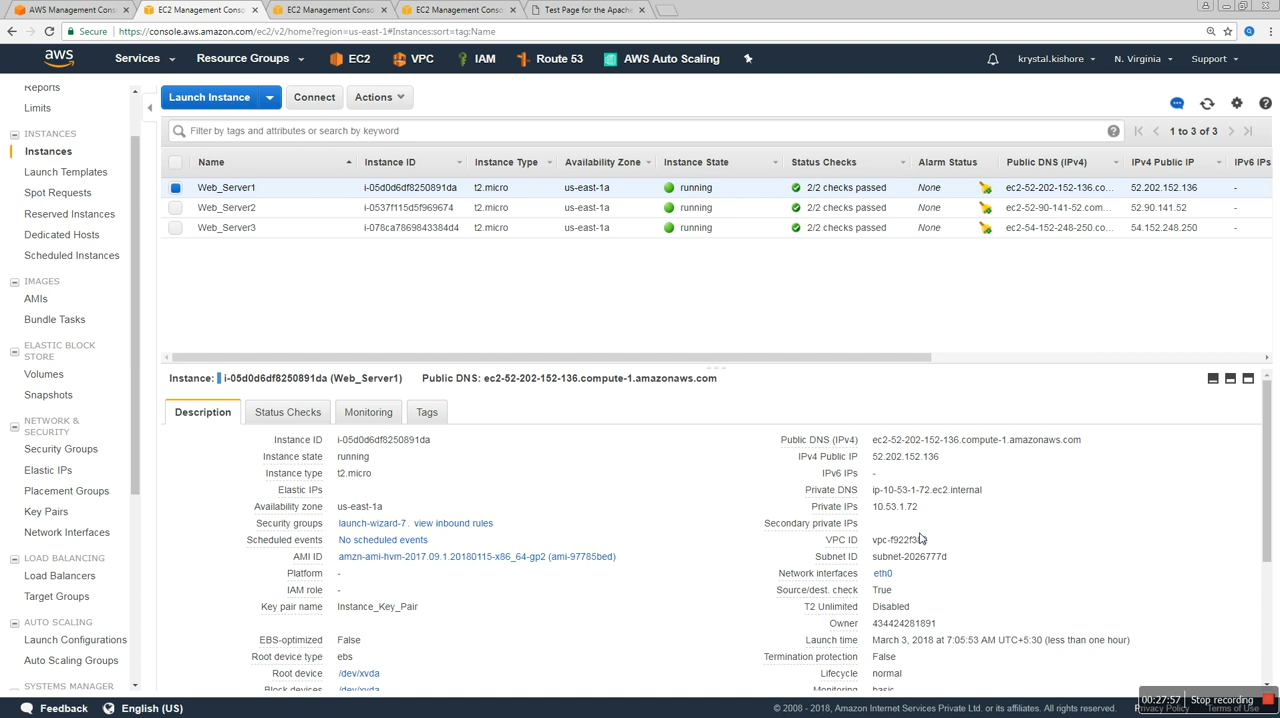 AWS Management Cons
EC2 Management Conso
EC2 Management Conso
EC2 Management Conso
Test Page for the Apache
Secure https://console.aws.amazon.com/ec2/v2/home?region=us-east-1#Instances:sort=tag:Name
aws Services Resource Groups EC2 VPC IAM Route 53 AWS Auto Scaling krystal.kishore N. Virginia Support
Reports
Limits
INSTANCES
Instances
Launch Templates
Spot Requests
Reserved Instances
Dedicated Hosts
Scheduled Instances
IMAGES
AMIs
Bundle Tasks
ELASTIC BLOCK
STORE
Volumes
Snapshots
NETWORK &
SECURITY
Security Groups
Elastic IPs
Placement Groups
Key Pairs
Network Interfaces
LOAD BALANCING
Load Balancers
Target Groups
AUTO SCALING
Launch Configurations
Auto Scaling Groups
SYSTEMS MANAGER
Launch Instance Connect Actions
Filter by tags and attributes or search by keyword
1 to 3 of 3
Name Instance ID Instance Type Availability Zone Instance State Status Checks Alarm Status Public DNS (IPv4) IPv4 Public IP IPv6 IPs
Web_Server1 i-05d0d6df8250891da t2.micro us-east-1a running 2/2 checks passed None ec2-52-202-152-136.co... 52.202.152.136 -
Web_Server2 i-0537f115d5f969674 t2.micro us-east-1a running 2/2 checks passed None ec2-52-90-141-52.com... 52.90.141.52 -
Web_Server3 i-078ca7869843384d4 t2.micro us-east-1a running 2/2 checks passed None ec2-54-152-248-250.co... 54.152.248.250 -
Instance: i-05d0d6df8250891da (Web_Server1) Public DNS: ec2-52-202-152-136.compute-1.amazonaws.com
Description Status Checks Monitoring Tags
Instance ID i-05d0d6df8250891da
Instance state running
Instance type t2.micro
Elastic IPs
Availability zone us-east-1a
Security groups launch-wizard-7. view inbound rules
Scheduled events No scheduled events
AMI ID amzn-ami-hvm-2017.09.1.20180115-x86_64-gp2 (ami-97785bed)
Platform -
IAM role -
Key pair name Instance_Key_Pair
EBS-optimized False
Root device type ebs
Root device /dev/xvda
Block devices /dev/xvda
Public DNS (IPv4) ec2-52-202-152-136.compute-1.amazonaws.com
IPv4 Public IP 52.202.152.136
IPv6 IPs -
Private DNS ip-10-53-1-72.ec2.internal
Private IPs 10.53.1.72
Secondary private IPs
VPC ID
Subnet ID subnet-2026777d
Network interfaces eth0
Source/dest. check True
T2 Unlimited Disabled
Owner 434424281891
Launch time March 3, 2018 at 7:05:53 AM UTC+5:30 (less than one hour)
Termination protection False
Lifecycle normal
Monitoring basic
Feedback English (US)
© 2008 - 2018, Amazon Internet Services Private Ltd. or its affiliates. All rights reserved. Privacy Policy Terms of Use
00:27:57 Stop recording